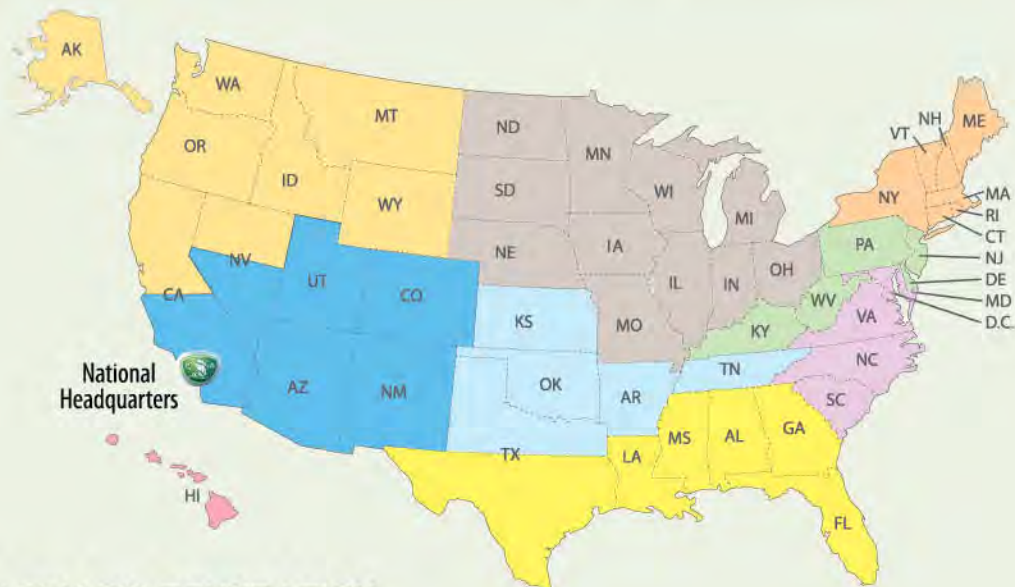 AK
WA
MT
ND
MN
NH
ME
VT
OR
ID
SD
WI
MI
NY
MA
RI
CT
WY
NJ
PA
DE
MD
D.C.
NE
IA
IL
IN
OH
NV
UT
CO
CA
WV
VA
KS
MO
KY
National
Headquarters
AZ
NM
OK
AR
TN
NC
SC
TX
LA
MS
AL
GA
HI
FL